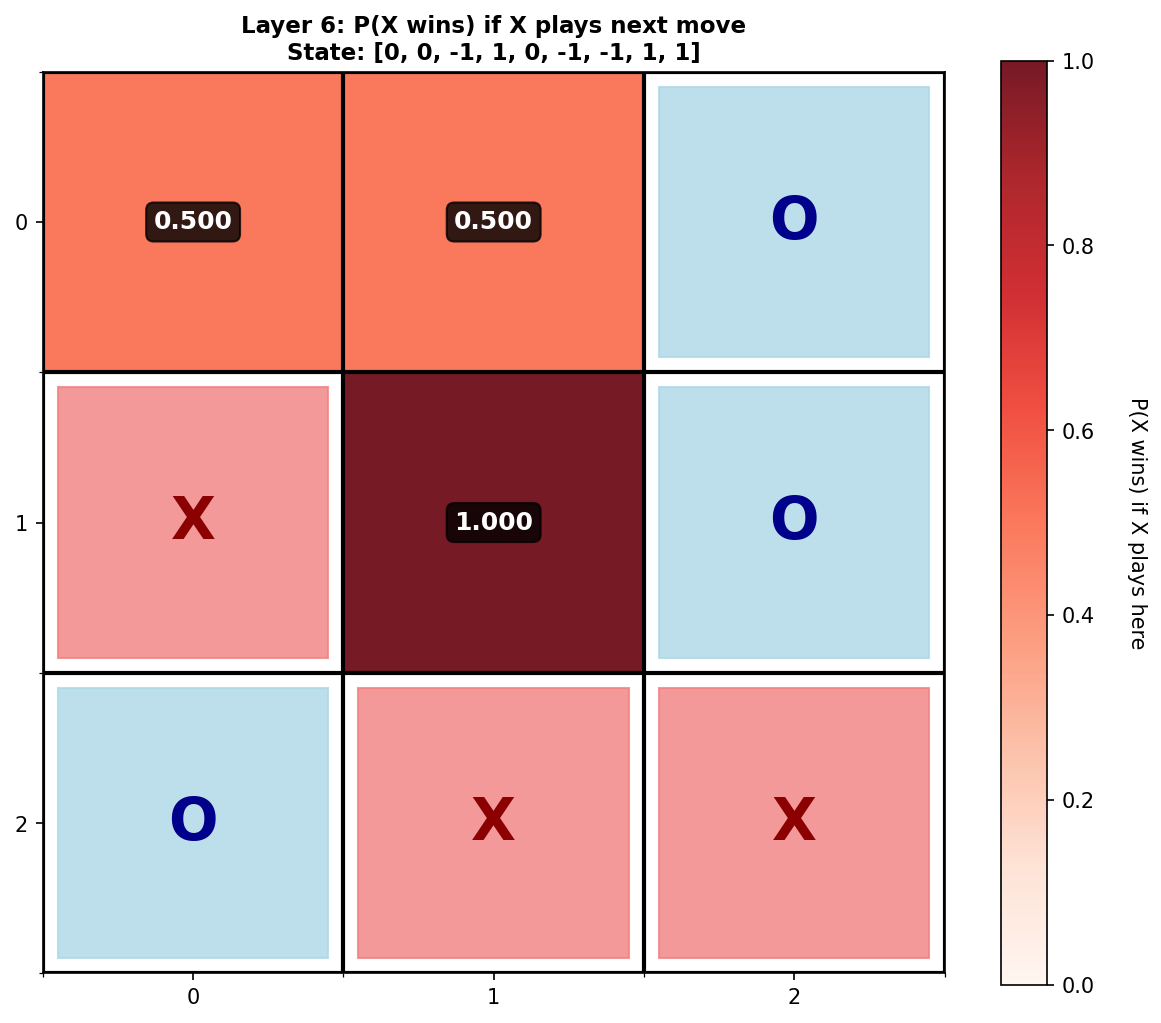 Layer 6: P(X wins) if X plays next move
State: [0, 0, -1, 1, 0, -1, -1, 1, 1]
0
0.500
0.500
O
1
X
1.000
O
2
O
X
X
0
1
2
1.0
0.8
0.6
0.4
0.2
0.0
P(X wins) if X plays here